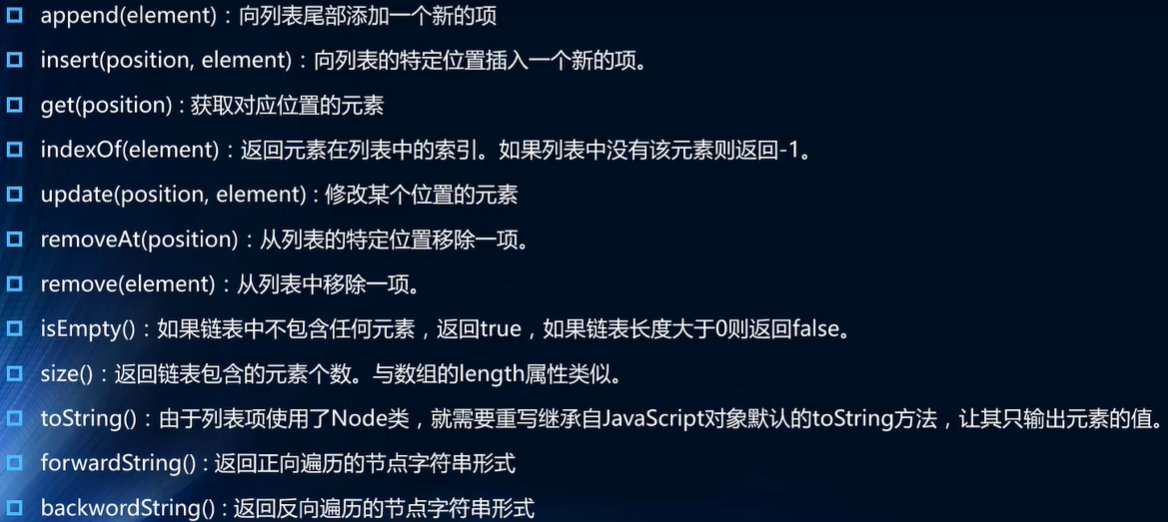 append(element)：向列表尾部添加一个新的项
insert(position, element)：向列表的特定位置插入一个新的项。
get(position)：获取对应位置的元素
indexOf(element)：返回元素在列表中的索引。如果列表中没有该元素则返回-1。
update(position, element)：修改某个位置的元素
removeAt(position)：从列表的特定位置移除一项。
remove(element)：从列表中移除一项。
isEmpty()：如果链表中不包含任何元素，返回true，如果链表长度大于0则返回false。
size()：返回链表包含的元素个数。与数组的length属性类似。
toString()：由于列表项使用了Node类，就需要重写继承自JavaScript对象默认的toString方法，让其只输出元素的值。
forwardString()：返回正向遍历的节点字符串形式
backwordString()：返回反向遍历的节点字符串形式